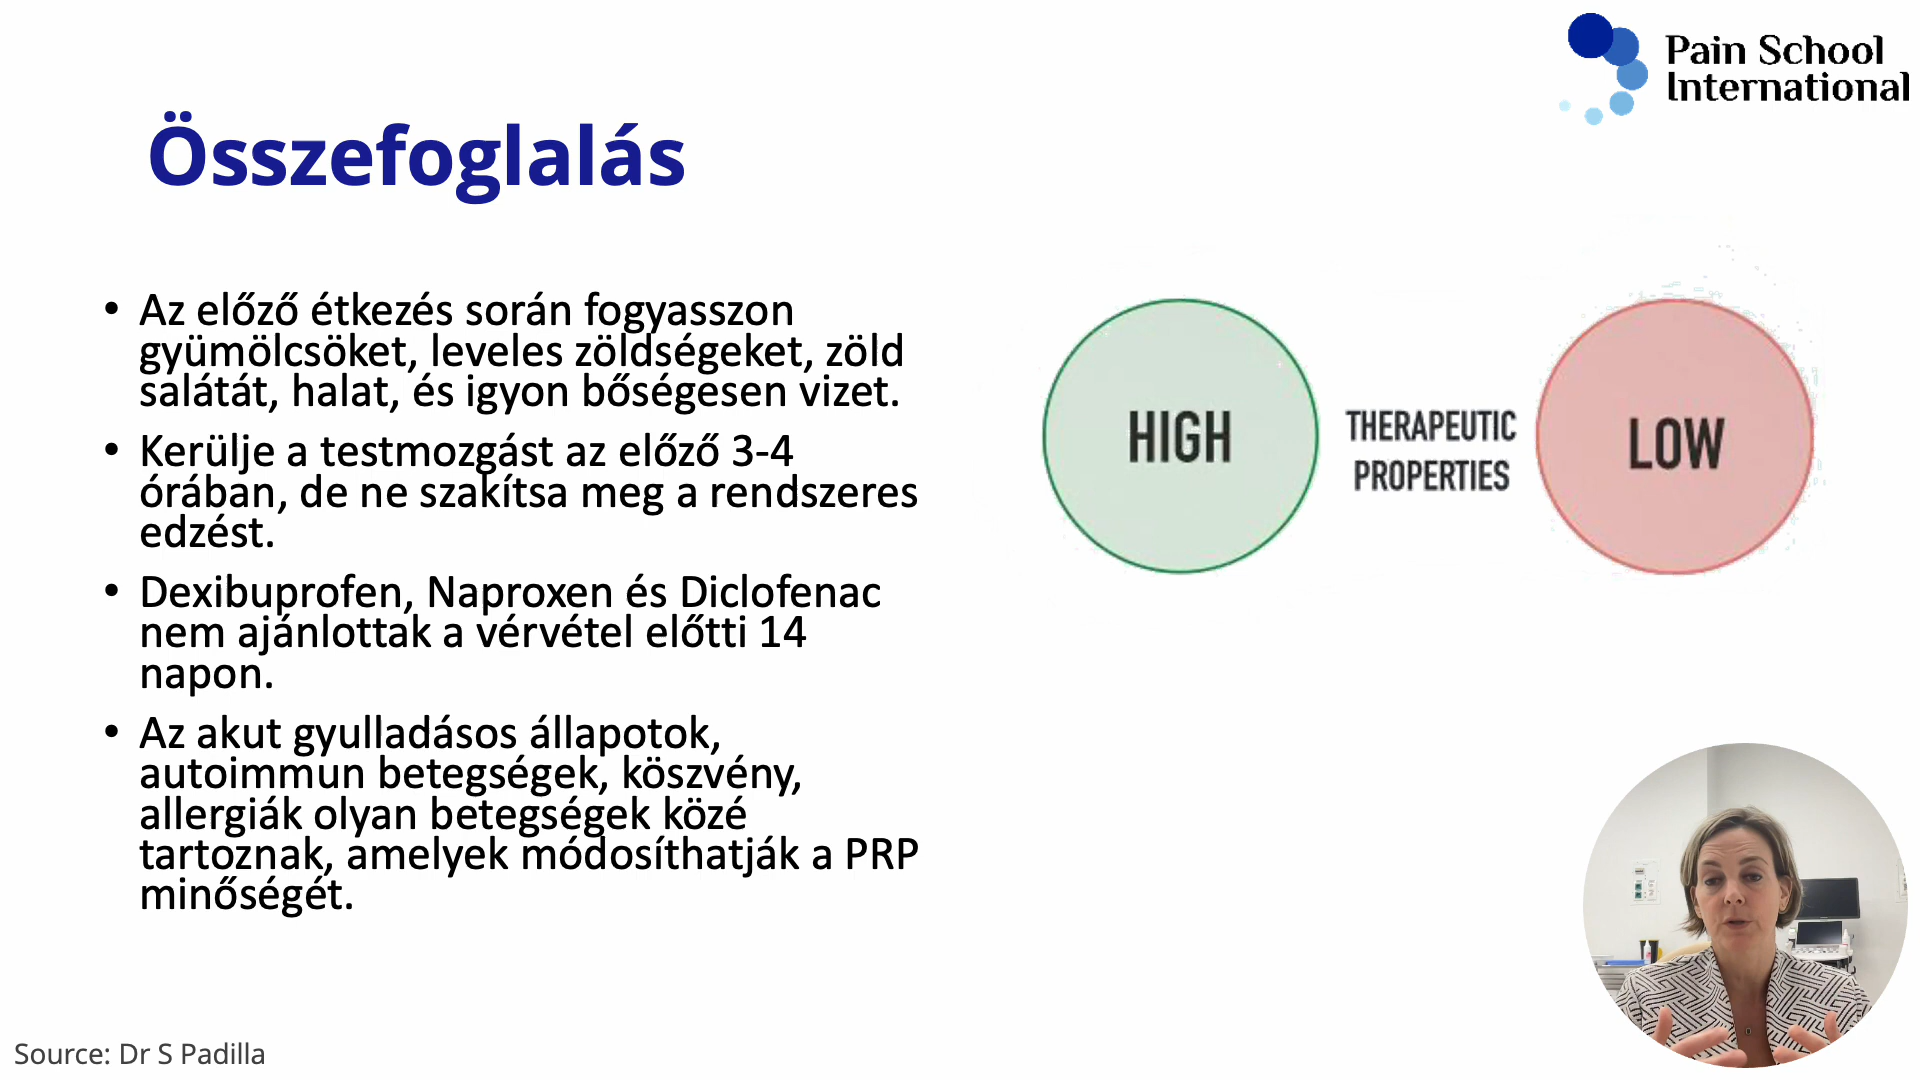 Pain School
International
Összefoglalás
• Az előző étkezés során fogyasszon
gyümölcsöket, leveles zöldségeket, zöld
salátát, halat, és igyon bőségesen vizet.
• Kerülje a testmozgást az előző 3-4
órában, de ne szakítsa meg a rendszeres
edzést.
• Dexibuprofen, Naproxen és Diclofenac
nem ajánlottak a vérvétel előtti 14
napon.
• Az akut gyulladásos állapotok,
autoimmun betegségek, köszvény,
allergiák olyan betegségek közé
tartoznak, amelyek módosíthatják a PRP
minőségét.
HIGH
THERAPEUTIC
PROPERTIES
LOW
Source: Dr S Padilla